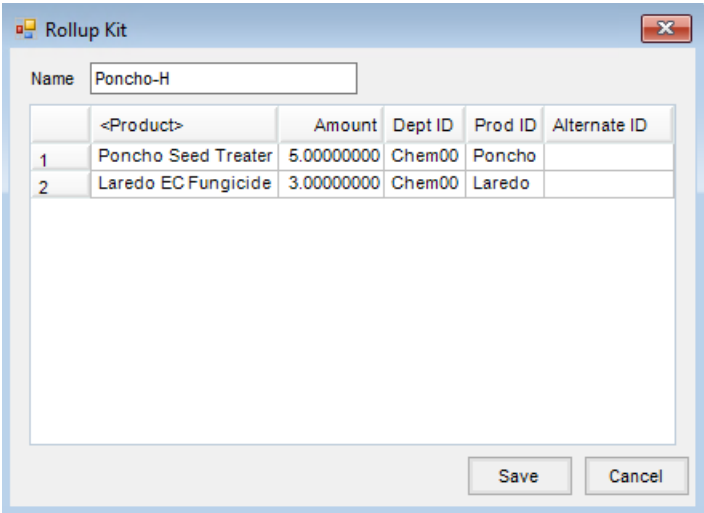 Rollup Kit
Name Poncho-H
<Product> Amount Dept ID Prod ID Alternate ID
1 Poncho Seed Treater 5.00000000 Chem00 Poncho
2 Laredo EC Fungicide 3.00000000 Chem00 Laredo
Save Cancel